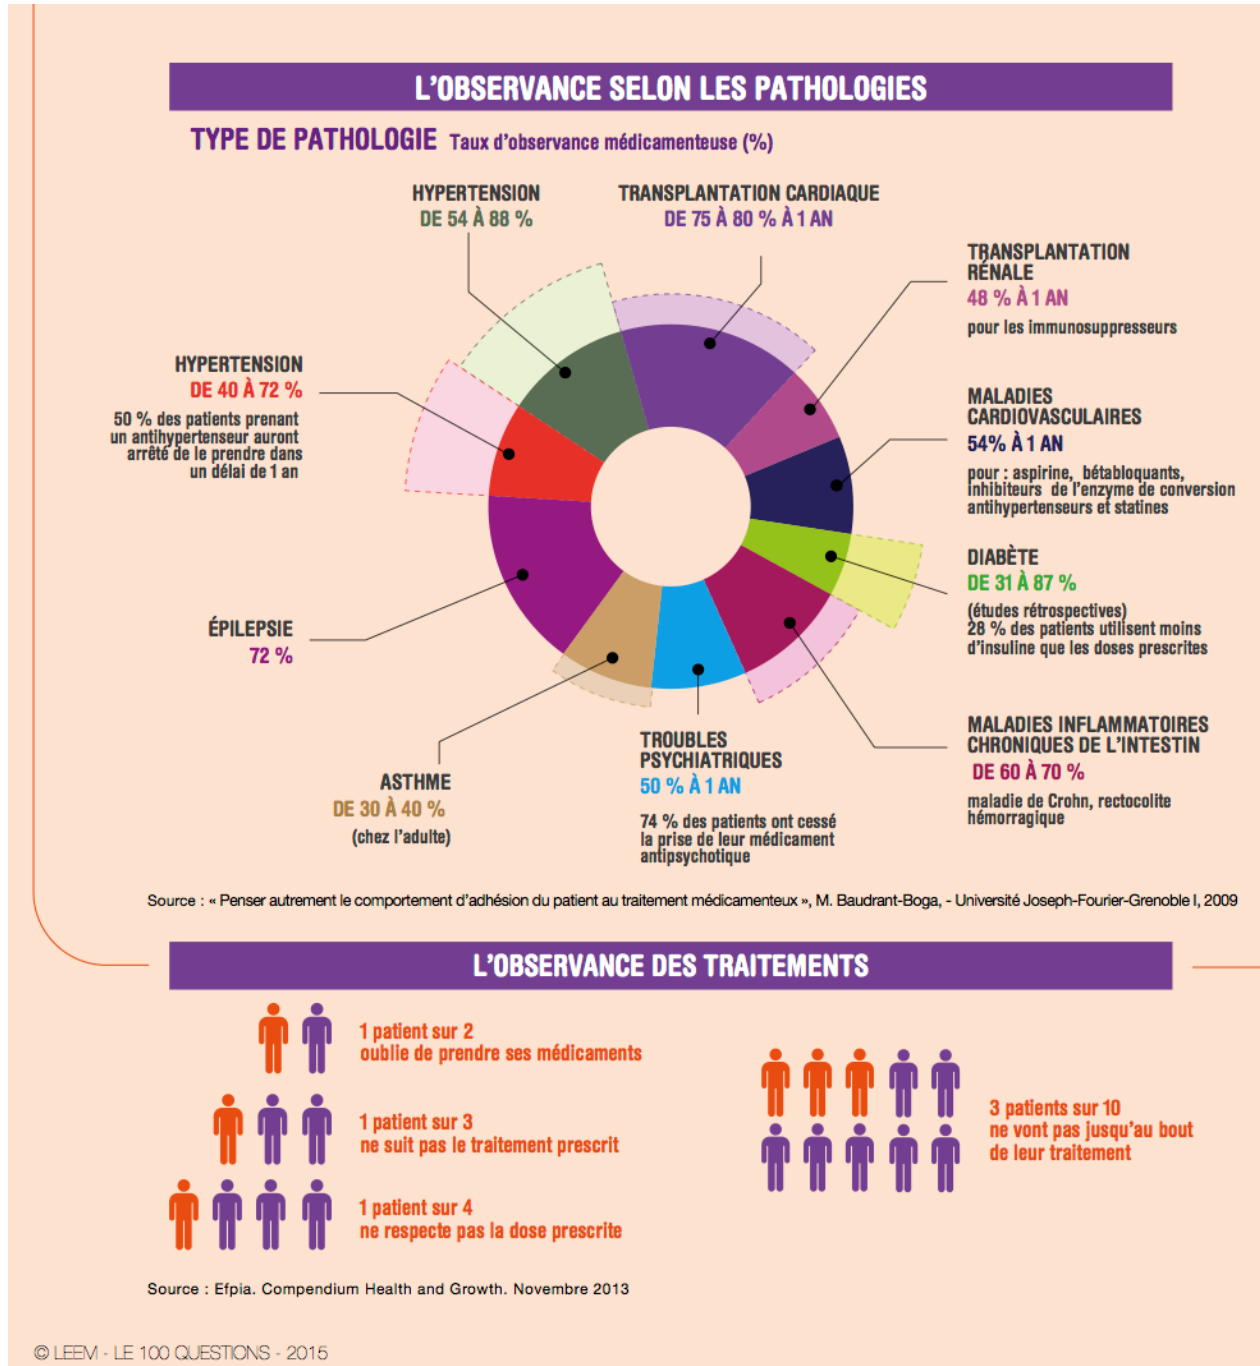 L'OBSERVANCE SELON LES PATHOLOGIES
TYPE DE PATHOLOGIE Taux d'observance médicamenteuse (%)
HYPERTENSION
DE 54 À 88 %
TRANSPLANTATION CARDIAQUE
DE 75 À 80 % À 1 AN
TRANSPLANTATION
RÉNALE
48 % À 1 AN
pour les immunosuppresseurs
HYPERTENSION
DE 40 À 72 %
50 % des patients prenant
un antihypertenseur auront
arrêté de le prendre dans
un délai de 1 an
MALADIES
CARDIOVASCULAIRES
54% À 1 AN
pour : aspirine, bétabloquants,
inhibiteurs de l'enzyme de conversion
antihypertenseurs et statines
DIABÈTE
DE 31 À 87 %
(études rétrospectives)
28 % des patients utilisent moins
d'insuline que les doses prescrites
ÉPILEPSIE
72 %
MALADIES INFLAMMATOIRES
CHRONIQUES DE L'INTESTIN
DE 60 À 70 %
maladie de Crohn, rectocolite
hémorragique
TROUBLES
PSYCHIATRIQUES
50 % À 1 AN
74 % des patients ont cessé
la prise de leur médicament
antipsychotique
ASTHME
DE 30 À 40 %
(chez l'adulte)
Source : « Penser autrement le comportement d'adhésion du patient au traitement médicamenteux », M. Baudrant-Boga, - Université Joseph-Fourier-Grenoble I, 2009
L'OBSERVANCE DES TRAITEMENTS
1 patient sur 2
oublie de prendre ses médicaments
1 patient sur 3
ne suit pas le traitement prescrit
1 patient sur 4
ne respecte pas la dose prescrite
3 patients sur 10
ne vont pas jusqu'au bout
de leur traitement
Source : Efpia. Compendium Health and Growth. Novembre 2013
© LEEM - LE 100 QUESTIONS - 2015